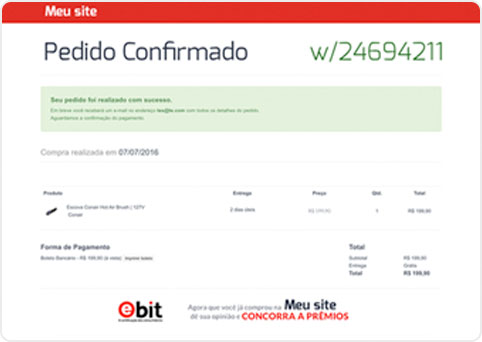 Meu site
Pedido Confirmado w/24694211
Seu pedido foi realizado com sucesso.
Em breve você receberá um e-mail no endereço com todos os detalhes do pedido.
Aguardamos a confirmação do pagamento.
Compra realizada em 07/07/2016
Produto Entrega Preço Qtd. Total
Escova Conair Hot Air Brush | 127V 2 dias úteis R$ 199,90 1 R$ 199,90
Conair
Forma de Pagamento Total
Boleto Bancário - R$ 199,90 (à vista) Imprimir boleto Subtotal R$ 199,90
Entrega Grátis
Total R$ 199,90
ebit Agora que você já comprou na Meu site
dê sua opinião e CONCORRA A PRÊMIOS